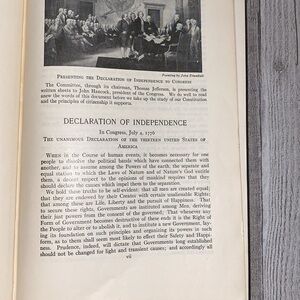 Painting by John Trumbull
PRESENTING THE DECLARATION OF INDEPENDENCE TO CONGRESS
The Committee, through its chairman, Thomas Jefferson, is presenting the
written sheets to John Hancock, president of the Congress. We do well to read
anew the words of this document before we take up the study of our Constitution
and the principles of citizenship it supports.
DECLARATION OF INDEPENDENCE
In Congress, July 4, 1776
THE UNANIMOUS DECLARATION OF THE THIRTEEN UNITED STATES OF
AMERICA
WHEN in the Course of human events, it becomes necessary for one
people to dissolve the political bands which have connected them with
another, and to assume among the Powers of the earth, the separate and
equal station to which the Laws of Nature and of Nature's God entitle
them, a decent respect to the opinions of mankind requires that they
should declare the causes which impel them to the separation.
We hold these truths to be self-evident: that all men are created equal;
that they are endowed by their Creator with certain unalienable Rights;
that among these are Life, Liberty and the pursuit of Happiness. That
to secure these rights, Governments are instituted among Men, deriving
their just powers from the consent of the governed; That whenever any
Form of Government becomes destructive of these ends it is the Right of
the People to alter or to abolish it, and to institute a new Government, lay-
ing its foundation on such principles and organizing its powers in such
form, as to them shall seem most likely to effect their Safety and Happi-
ness. Prudence, indeed, will dictate that Governments long established
should not be changed for light and transient causes; and accordingly all
vii